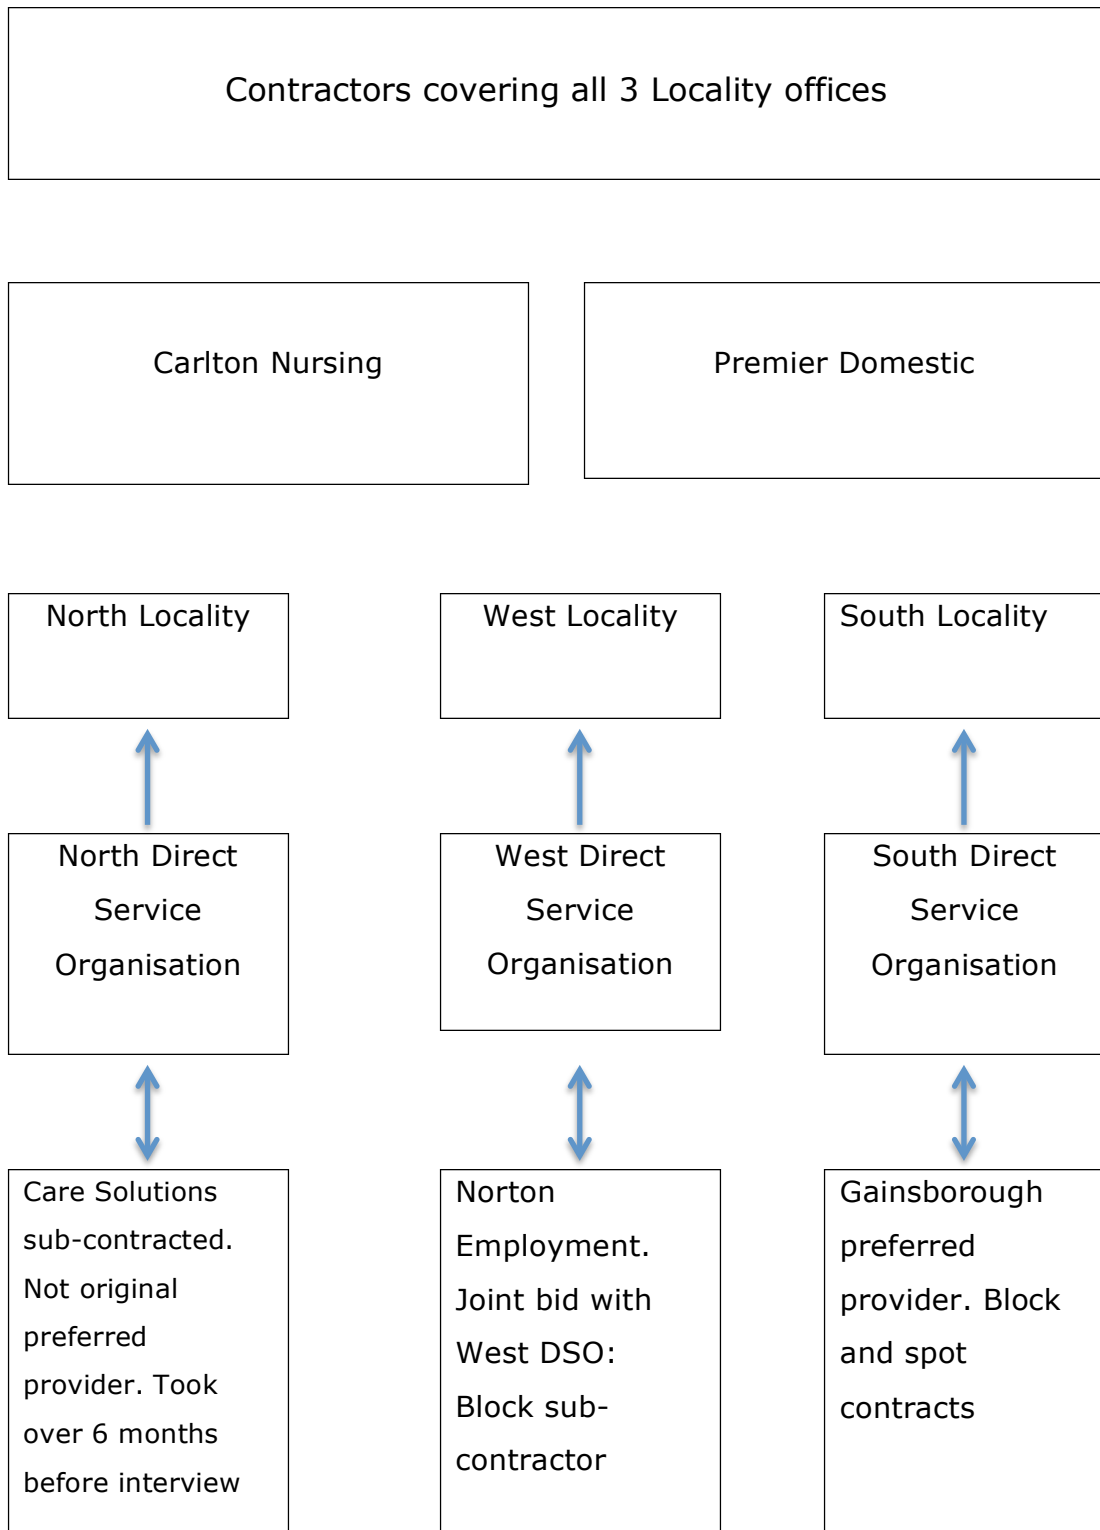 Contractors covering all 3 Locality offices
Carlton Nursing
Premier Domestic
North Locality
West Locality
South Locality
North Direct
Service
Organisation
West Direct
Service
Organisation
South Direct
Service
Organisation
Care Solutions
sub-contracted.
Not original
preferred
provider. Took
over 6 months
before interview
Norton
Employment.
Joint bid with
West DSO:
Block sub-
contractor
Gainsborough
preferred
provider. Block
and spot
contracts